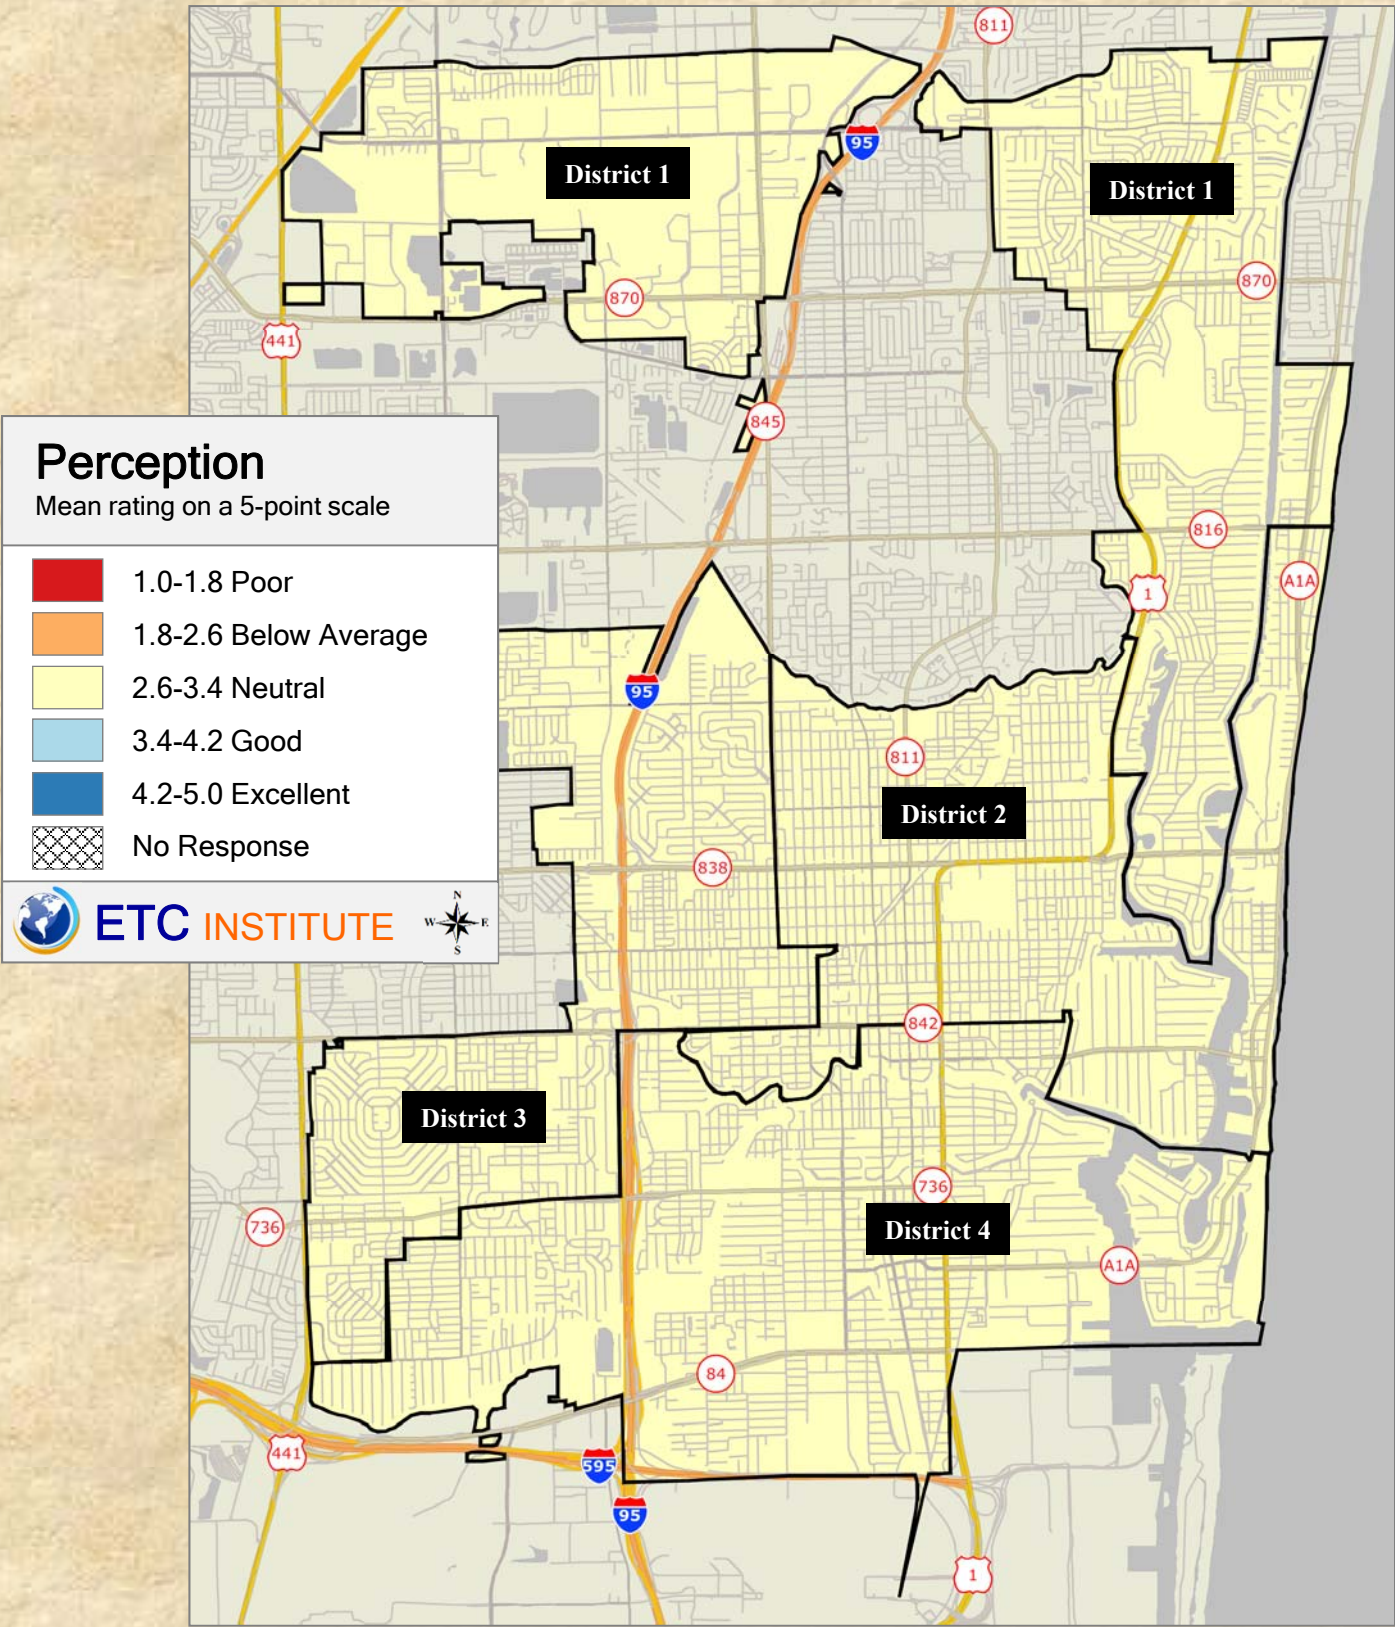 811
95
District 1
District 1
870
870
441
845
Perception
Mean rating on a 5-point scale
816
1.0-1.8 Poor
A1A
1
1.8-2.6 Below Average
2.6-3.4 Neutral
95
3.4-4.2 Good
811
4.2-5.0 Excellent
District 2
No Response
838
N
W E
S
ETC INSTITUTE
842
District 3
736
736
District 4
A1A
84
441
595
95
1